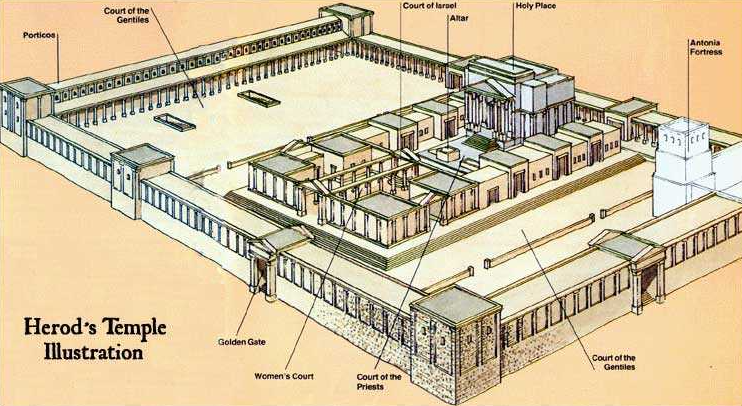 Court of the
Gentiles
Porticos
Court of Israel
Altar
Holy Place
Antonia
Fortress
Herod's Temple
Illustration
Golden Gate
Women's Court
Court of the
Priests
Court of the
Gentiles